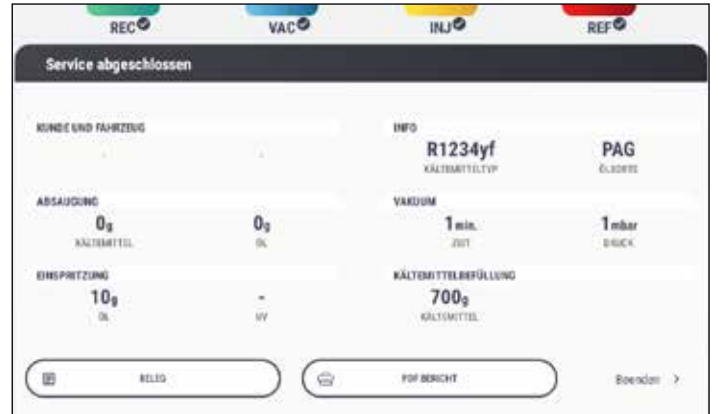 REC VAC INJ REF
Service abgeschlossen
KUNDE UND FAHRZEUG INFO
R1234yf PAG
KÄLTEMITTELTYP ÖLSORTE
ABSAUGUNG VAKUUM
0g 0g 1min. 1mbar
KÄLTEMITTEL ÖL ZEIT DRUCK
EINSPRITZUNG KÄLTEMITTELBEFÜLLUNG
10g - 700g
ÖL UV KÄLTEMITTEL
BELEG PDF BERICHT Beenden >